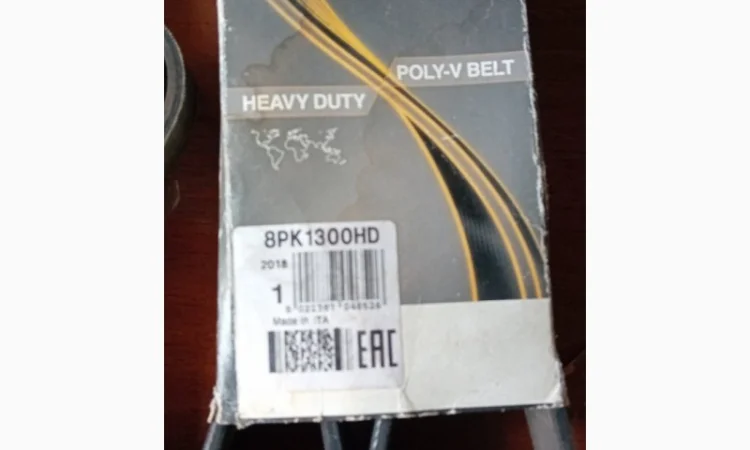 POLY-V BELT
HEAVY DUTY
8PK1300HD
2018
1
Made in ITA
EAC